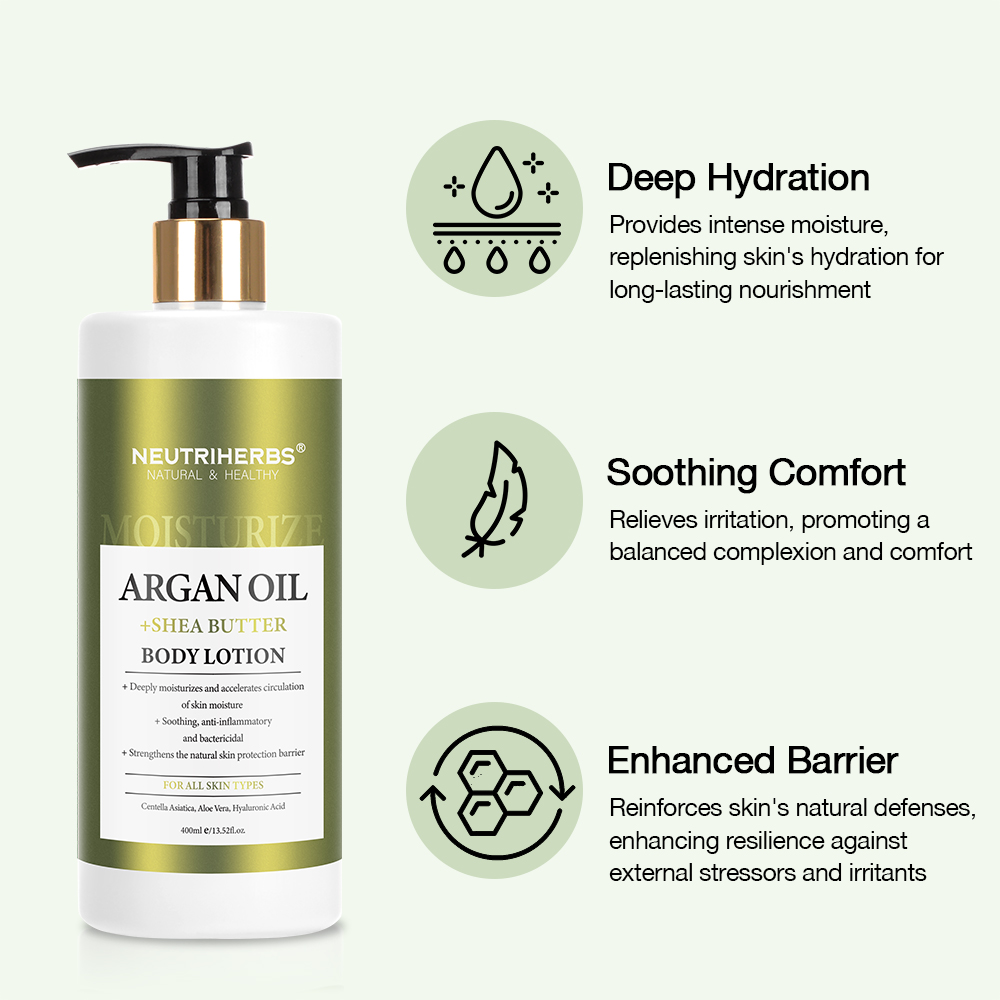 NEUTRIHERBS®
NATURAL & HEALTHY
MOISTURIZE
ARGAN OIL
+SHEA BUTTER
BODY LOTION
+ Deeply moisturizes and accelerates circulation
of skin moisture
+ Soothing, anti-inflammatory
and bactericidal
+ Strengthens the natural skin protection barrier
FOR ALL SKIN TYPES
Centella Asiatica, Aloe Vera, Hyaluronic Acid
400ml e/13.52fl.oz.
Deep Hydration
Provides intense moisture,
replenishing skin's hydration for
long-lasting nourishment
Soothing Comfort
Relieves irritation, promoting a
balanced complexion and comfort
Enhanced Barrier
Reinforces skin's natural defenses,
enhancing resilience against
external stressors and irritants